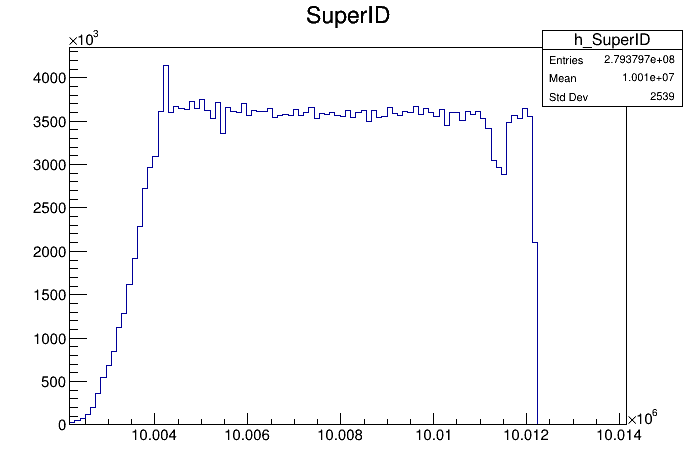 SuperID
×10³
h_SuperID
Entries 2.793797e+08
Mean 1.001e+07
Std Dev 2539
4000
3500
3000
2500
2000
1500
1000
500
0
10.004 10.006 10.008 10.01 10.012 10.014
×10⁶